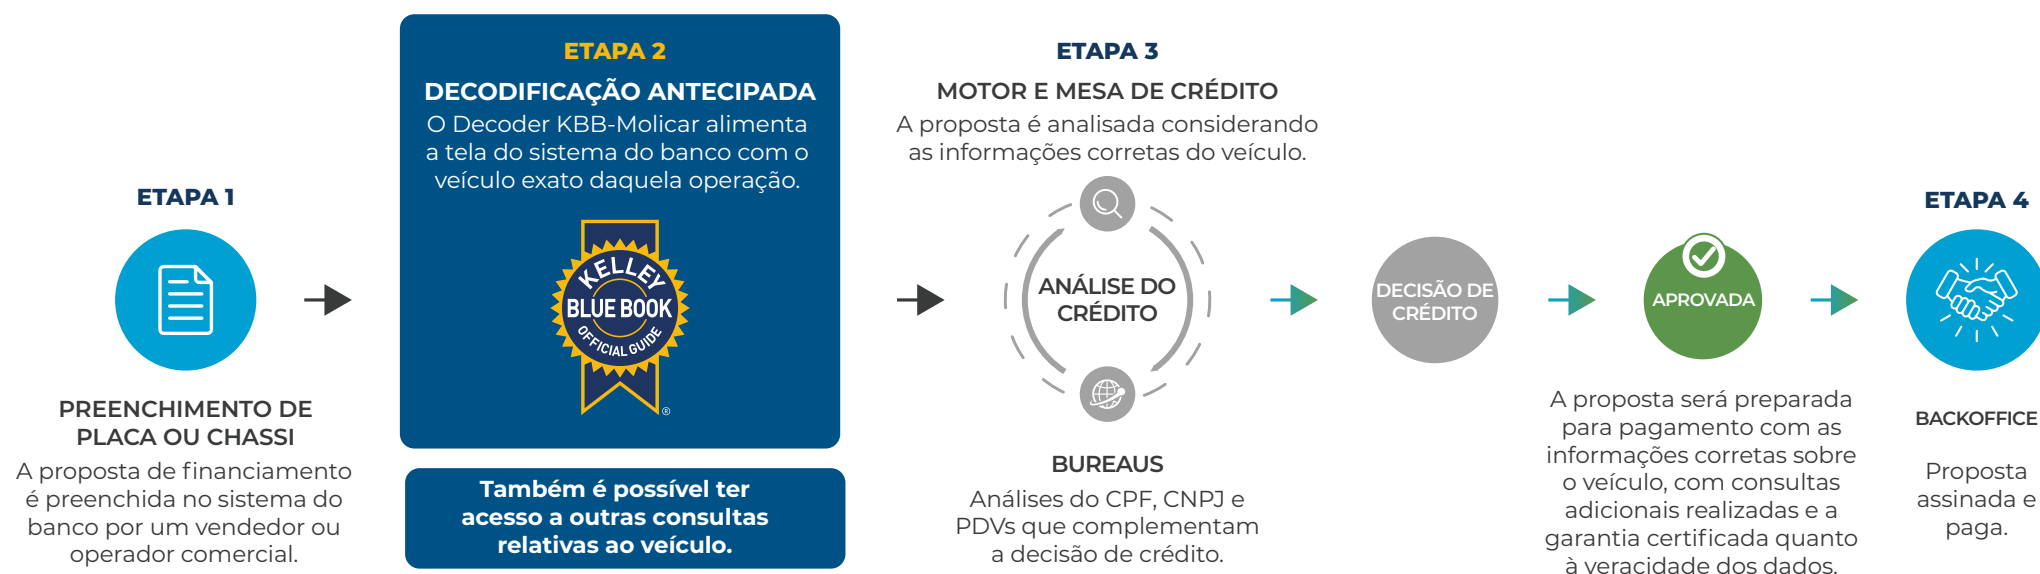 ETAPA 1
PREENCHIMENTO DE
PLACA OU CHASSI
A proposta de financiamento
é preenchida no sistema do
banco por um vendedor ou
operador comercial.
ETAPA 2
DECODIFICAÇÃO ANTECIPADA
O Decoder KBB-Molicar alimenta
a tela do sistema do banco com o
veículo exato daquela operação.
KELLEY
BLUE BOOK
OFFICIAL GUIDE
®
Também é possível ter
acesso a outras consultas
relativas ao veículo.
ETAPA 3
MOTOR E MESA DE CRÉDITO
A proposta é analisada considerando
as informações corretas do veículo.
ANÁLISE DO
CRÉDITO
BUREAUS
Análises do CPF, CNPJ e
PDVs que complementam
a decisão de crédito.
DECISÃO DE
CRÉDITO
APROVADA
A proposta será preparada
para pagamento com as
informações corretas sobre
o veículo, com consultas
adicionais realizadas e a
garantia certificada quanto
à veracidade dos dados.
ETAPA 4
BACKOFFICE
Proposta
assinada e
paga.